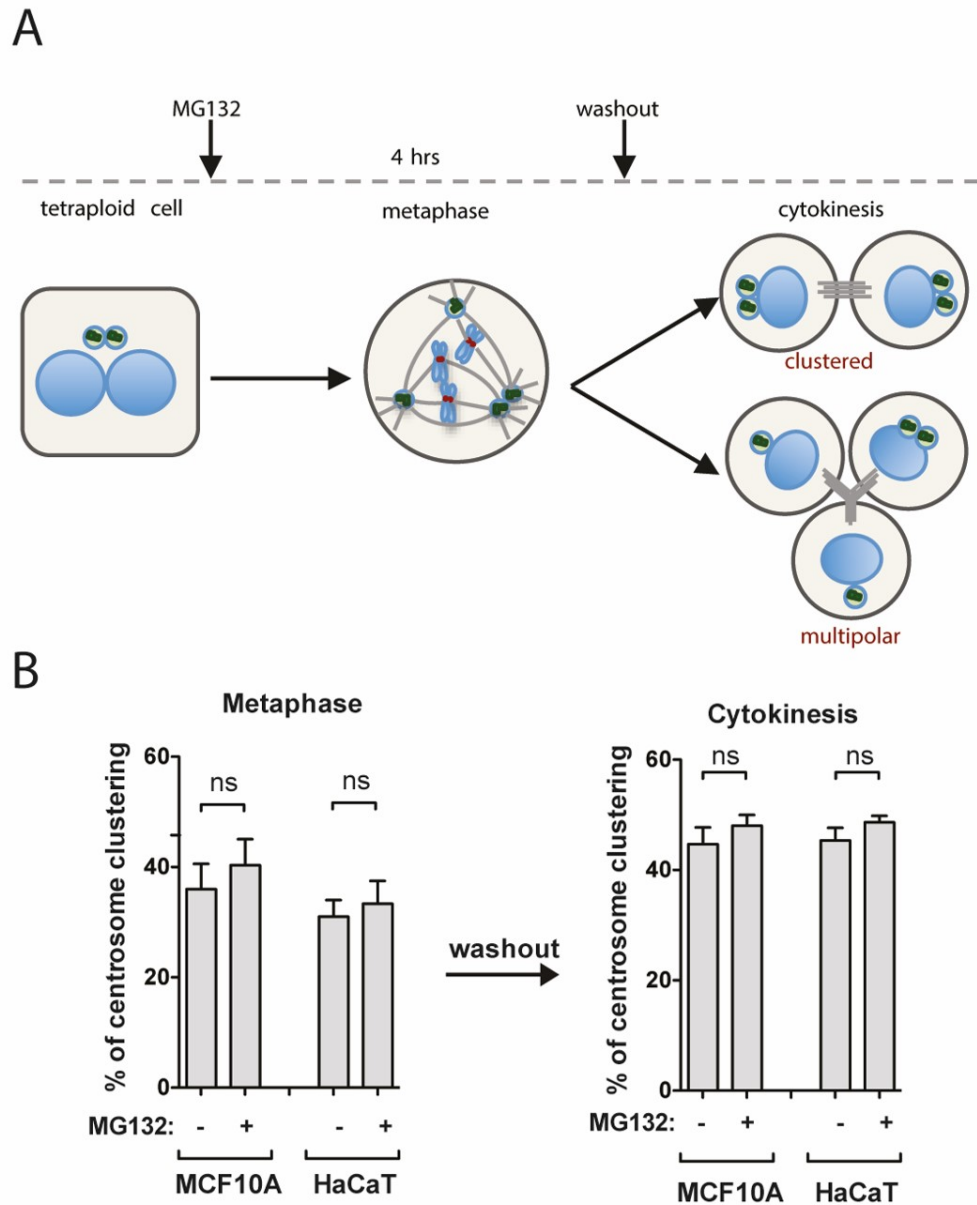 A
MG132
washout
4 hrs
tetraploid cell
metaphase
cytokinesis
clustered
multipolar
B
Metaphase
% of centrosome clustering
60
40
20
0
ns
ns
MG132:
- + - +
MCF10A HaCaT
washout
Cytokinesis
% of centrosome clustering
60
40
20
0
ns
ns
MG132:
- + - +
MCF10A HaCaT